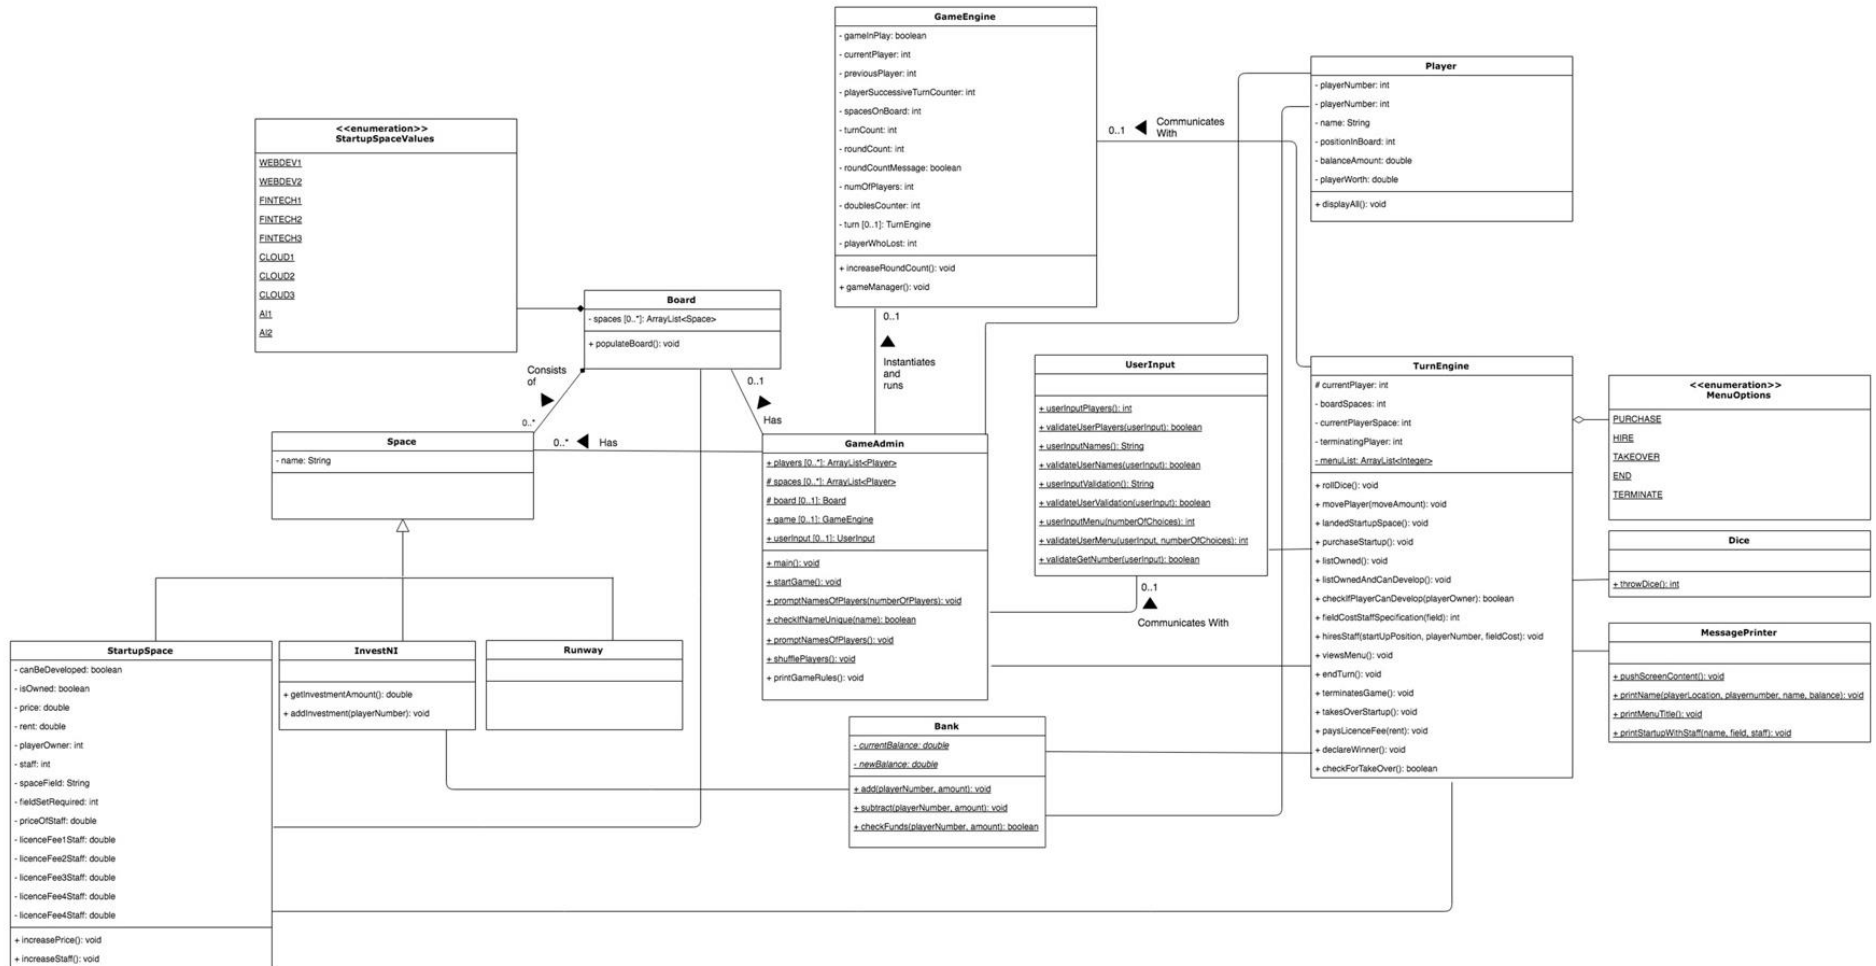 GameEngine
- gameInPlay: boolean
- currentPlayer: int
- previousPlayer: int
- playerSuccessiveTurnCounter: int
- spacesOnBoard: int
- turnCount: int
- roundCount: int
- roundCountMessage: boolean
- numOfPlayers: int
- doublesCounter: int
- turn [0..1]: TurnEngine
- playerWhoLost: int
+ increaseRoundCount(): void
+ gameManager(): void
Player
- playerNumber: int
- playerNumber: int
- name: String
- positionInBoard: int
- balanceAmount: double
- playerWorth: double
+ displayAll(): void
0..1
Communicates
With
<<enumeration>>
StartupSpaceValues
WEBDEV1
WEBDEV2
FINTECH1
FINTECH2
FINTECH3
CLOUD1
CLOUD2
CLOUD3
AI1
AI2
Board
- spaces [0..*]: ArrayList<Space>
+ populateBoard(): void
Consists
of
0..*
0..1
Has
0..1
Instantiates
and
runs
Space
- name: String
0..*
Has
GameAdmin
+ players [0..*]: ArrayList<Player>
# spaces [0..*]: ArrayList<Player>
# board [0..1]: Board
+ game [0..1]: GameEngine
+ userInput [0..1]: UserInput
+ main(): void
+ startGame(): void
+ promptNamesOfPlayers(numberOfPlayers): void
+ checkIfNameUnique(name): boolean
+ promptNamesOfPlayers(): void
+ shufflePlayers(): void
+ printGameRules(): void
UserInput
+ userInputPlayers(): int
+ validateUserPlayers(userInput): boolean
+ userInputNames(): String
+ validateUserNames(userInput): boolean
+ userInputValidation(): String
+ validateUserValidation(userInput): boolean
+ userInputMenu(numberOfChoices): int
+ validateUserMenu(userInput, numberOfChoices): int
+ validateGetNumber(userInput): boolean
0..1
Communicates With
TurnEngine
# currentPlayer: int
- boardSpaces: int
- currentPlayerSpace: int
- terminatingPlayer: int
- menuList: ArrayList<Integer>
+ rollDice(): void
+ movePlayer(moveAmount): void
+ landedStartupSpace(): void
+ purchaseStartup(): void
+ listOwned(): void
+ listOwnedAndCanDevelop(): void
+ checkIfPlayerCanDevelop(playerOwner): boolean
+ fieldCostStaffSpecification(field): int
+ hiresStaff(startUpPosition, playerNumber, fieldCost): void
+ viewsMenu(): void
+ endTurn(): void
+ terminatesGame(): void
+ takesOverStartup(): void
+ paysLicenceFee(rent): void
+ declareWinner(): void
+ checkForTakeOver(): boolean
<<enumeration>>
MenuOptions
PURCHASE
HIRE
TAKEOVER
END
TERMINATE
Dice
+ throwDice(): int
MessagePrinter
+ pushScreenContent(): void
+ printName(playerLocation, playernumber, name, balance): void
+ printMenuTitle(): void
+ printStartupWithStaff(name, field, staff): void
StartupSpace
- canBeDeveloped: boolean
- isOwned: boolean
- price: double
- rent: double
- playerOwner: int
- staff: int
- spaceField: String
- fieldSetRequired: int
- priceOfStaff: double
- licenceFee1Staff: double
- licenceFee2Staff: double
- licenceFee3Staff: double
- licenceFee4Staff: double
- licenceFee4Staff: double
+ increasePrice(): void
+ increaseStaff(): void
InvestNI
+ getInvestmentAmount(): double
+ addInvestment(playerNumber): void
Runway
Bank
- currentBalance: double
- newBalance: double
+ add(playerNumber, amount): void
+ subtract(playerNumber, amount): void
+ checkFunds(playerNumber, amount): boolean